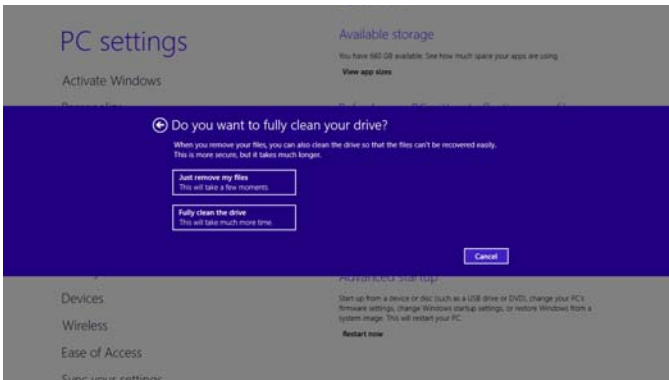 PC settings
Activate Windows
Available storage
You have 660 GB available. See how much space your apps are using.
View app sizes
Do you want to fully clean your drive?
When you remove your files, you can also clean the drive so that the files can't be recovered easily.
This is more secure, but it takes much longer.
Just remove my files
This will take a few moments.
Fully clean the drive
This will take much more time.
Cancel
Devices
Wireless
Ease of Access
Sync your settings
Advanced startup
Start up from a device or disc (such as a USB drive or DVD), change your PC's
firmware settings, change Windows startup settings, or restore Windows from a
system image. This will restart your PC.
Restart now